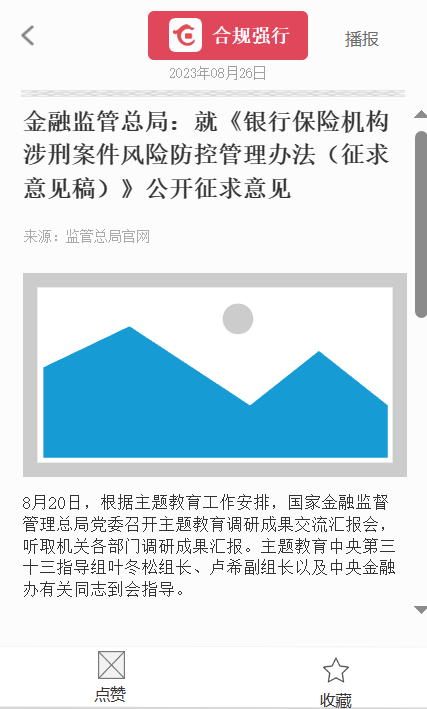 合规强行
播报
2023年08月26日
金融监管总局：就《银行保险机构
涉刑案件风险防控管理办法（征求
意见稿）》公开征求意见
来源：监管总局官网
8月20日，根据主题教育工作安排，国家金融监督
管理总局党委召开主题教育调研成果交流汇报会，
听取机关各部门调研成果汇报。主题教育中央第三
十三指导组叶冬松组长、卢希副组长以及中央金融
办有关同志到会指导。
点赞
收藏